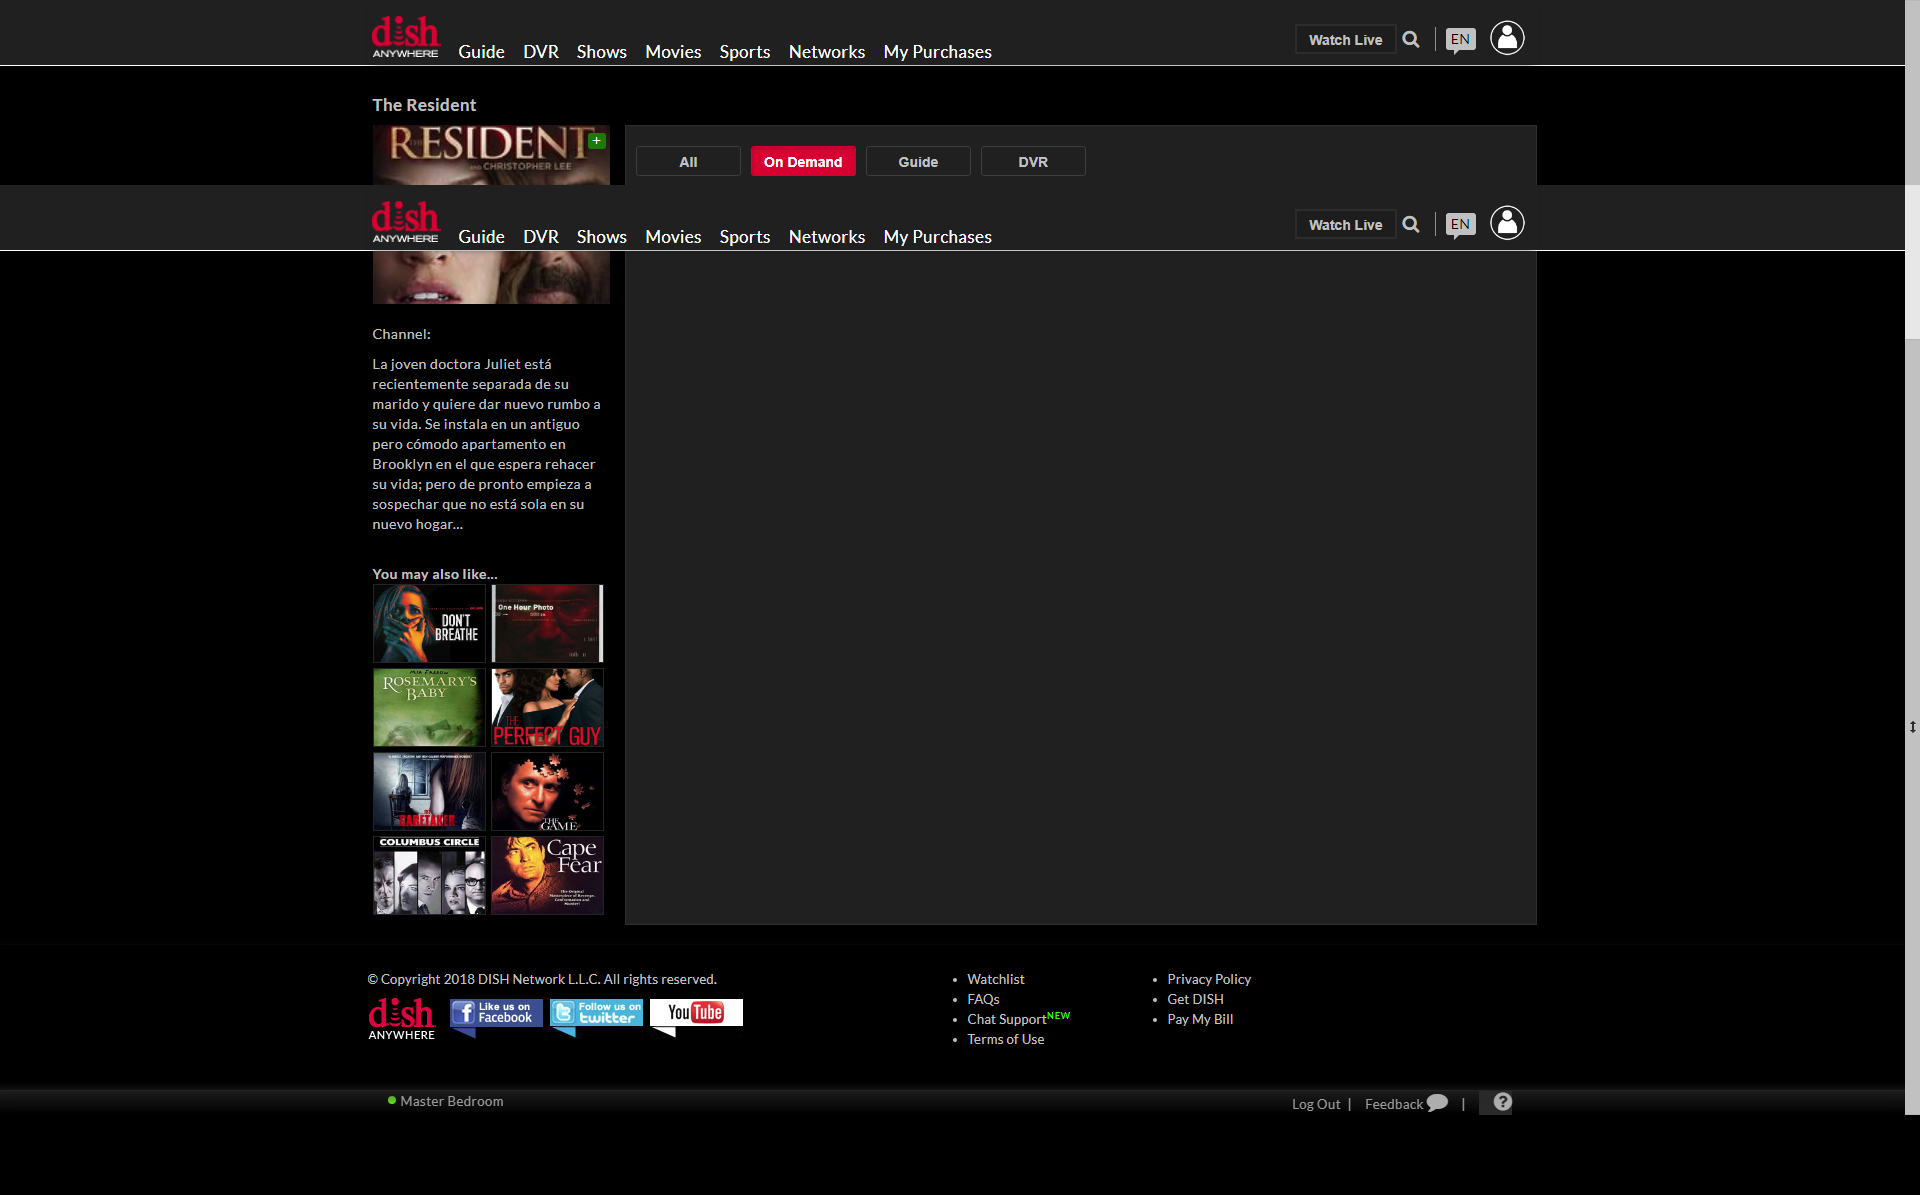 dish
ANYWHERE
Guide DVR Shows Movies Sports Networks My Purchases
Watch Live
EN
The Resident
THE RESIDENT
AND CHRISTOPHER LEE
+
All
On Demand
Guide
DVR
dish
ANYWHERE
Guide DVR Shows Movies Sports Networks My Purchases
Watch Live
EN
Channel:
La joven doctora Juliet está
recientemente separada de su
marido y quiere dar nuevo rumbo a
su vida. Se instala en un antiguo
pero cómodo apartamento en
Brooklyn en el que espera rehacer
su vida; pero de pronto empieza a
sospechar que no está sola en su
nuevo hogar...
You may also like...
DON'T
BREATHE
One Hour Photo
MIA FARROW
ROSEMARY'S
BABY
THE
PERFECT GUY
THE
CARETAKER
THE
GAME
COLUMBUS CIRCLE
Cape
Fear
© Copyright 2018 DISH Network L.L.C. All rights reserved.
dish
ANYWHERE
Like us on
Facebook
Follow us on
twitter
YouTube
Watchlist
FAQs
Chat Support NEW
Terms of Use
Privacy Policy
Get DISH
Pay My Bill
Master Bedroom
Log Out | Feedback | ?